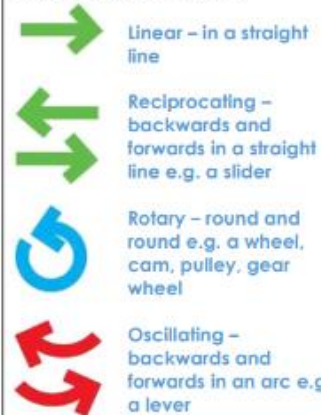 Linear – in a straight
line
Reciprocating –
backwards and
forwards in a straight
line e.g. a slider
Rotary – round and
round e.g. a wheel,
cam, pulley, gear
wheel
Oscillating –
backwards and
forwards in an arc e.g
a lever